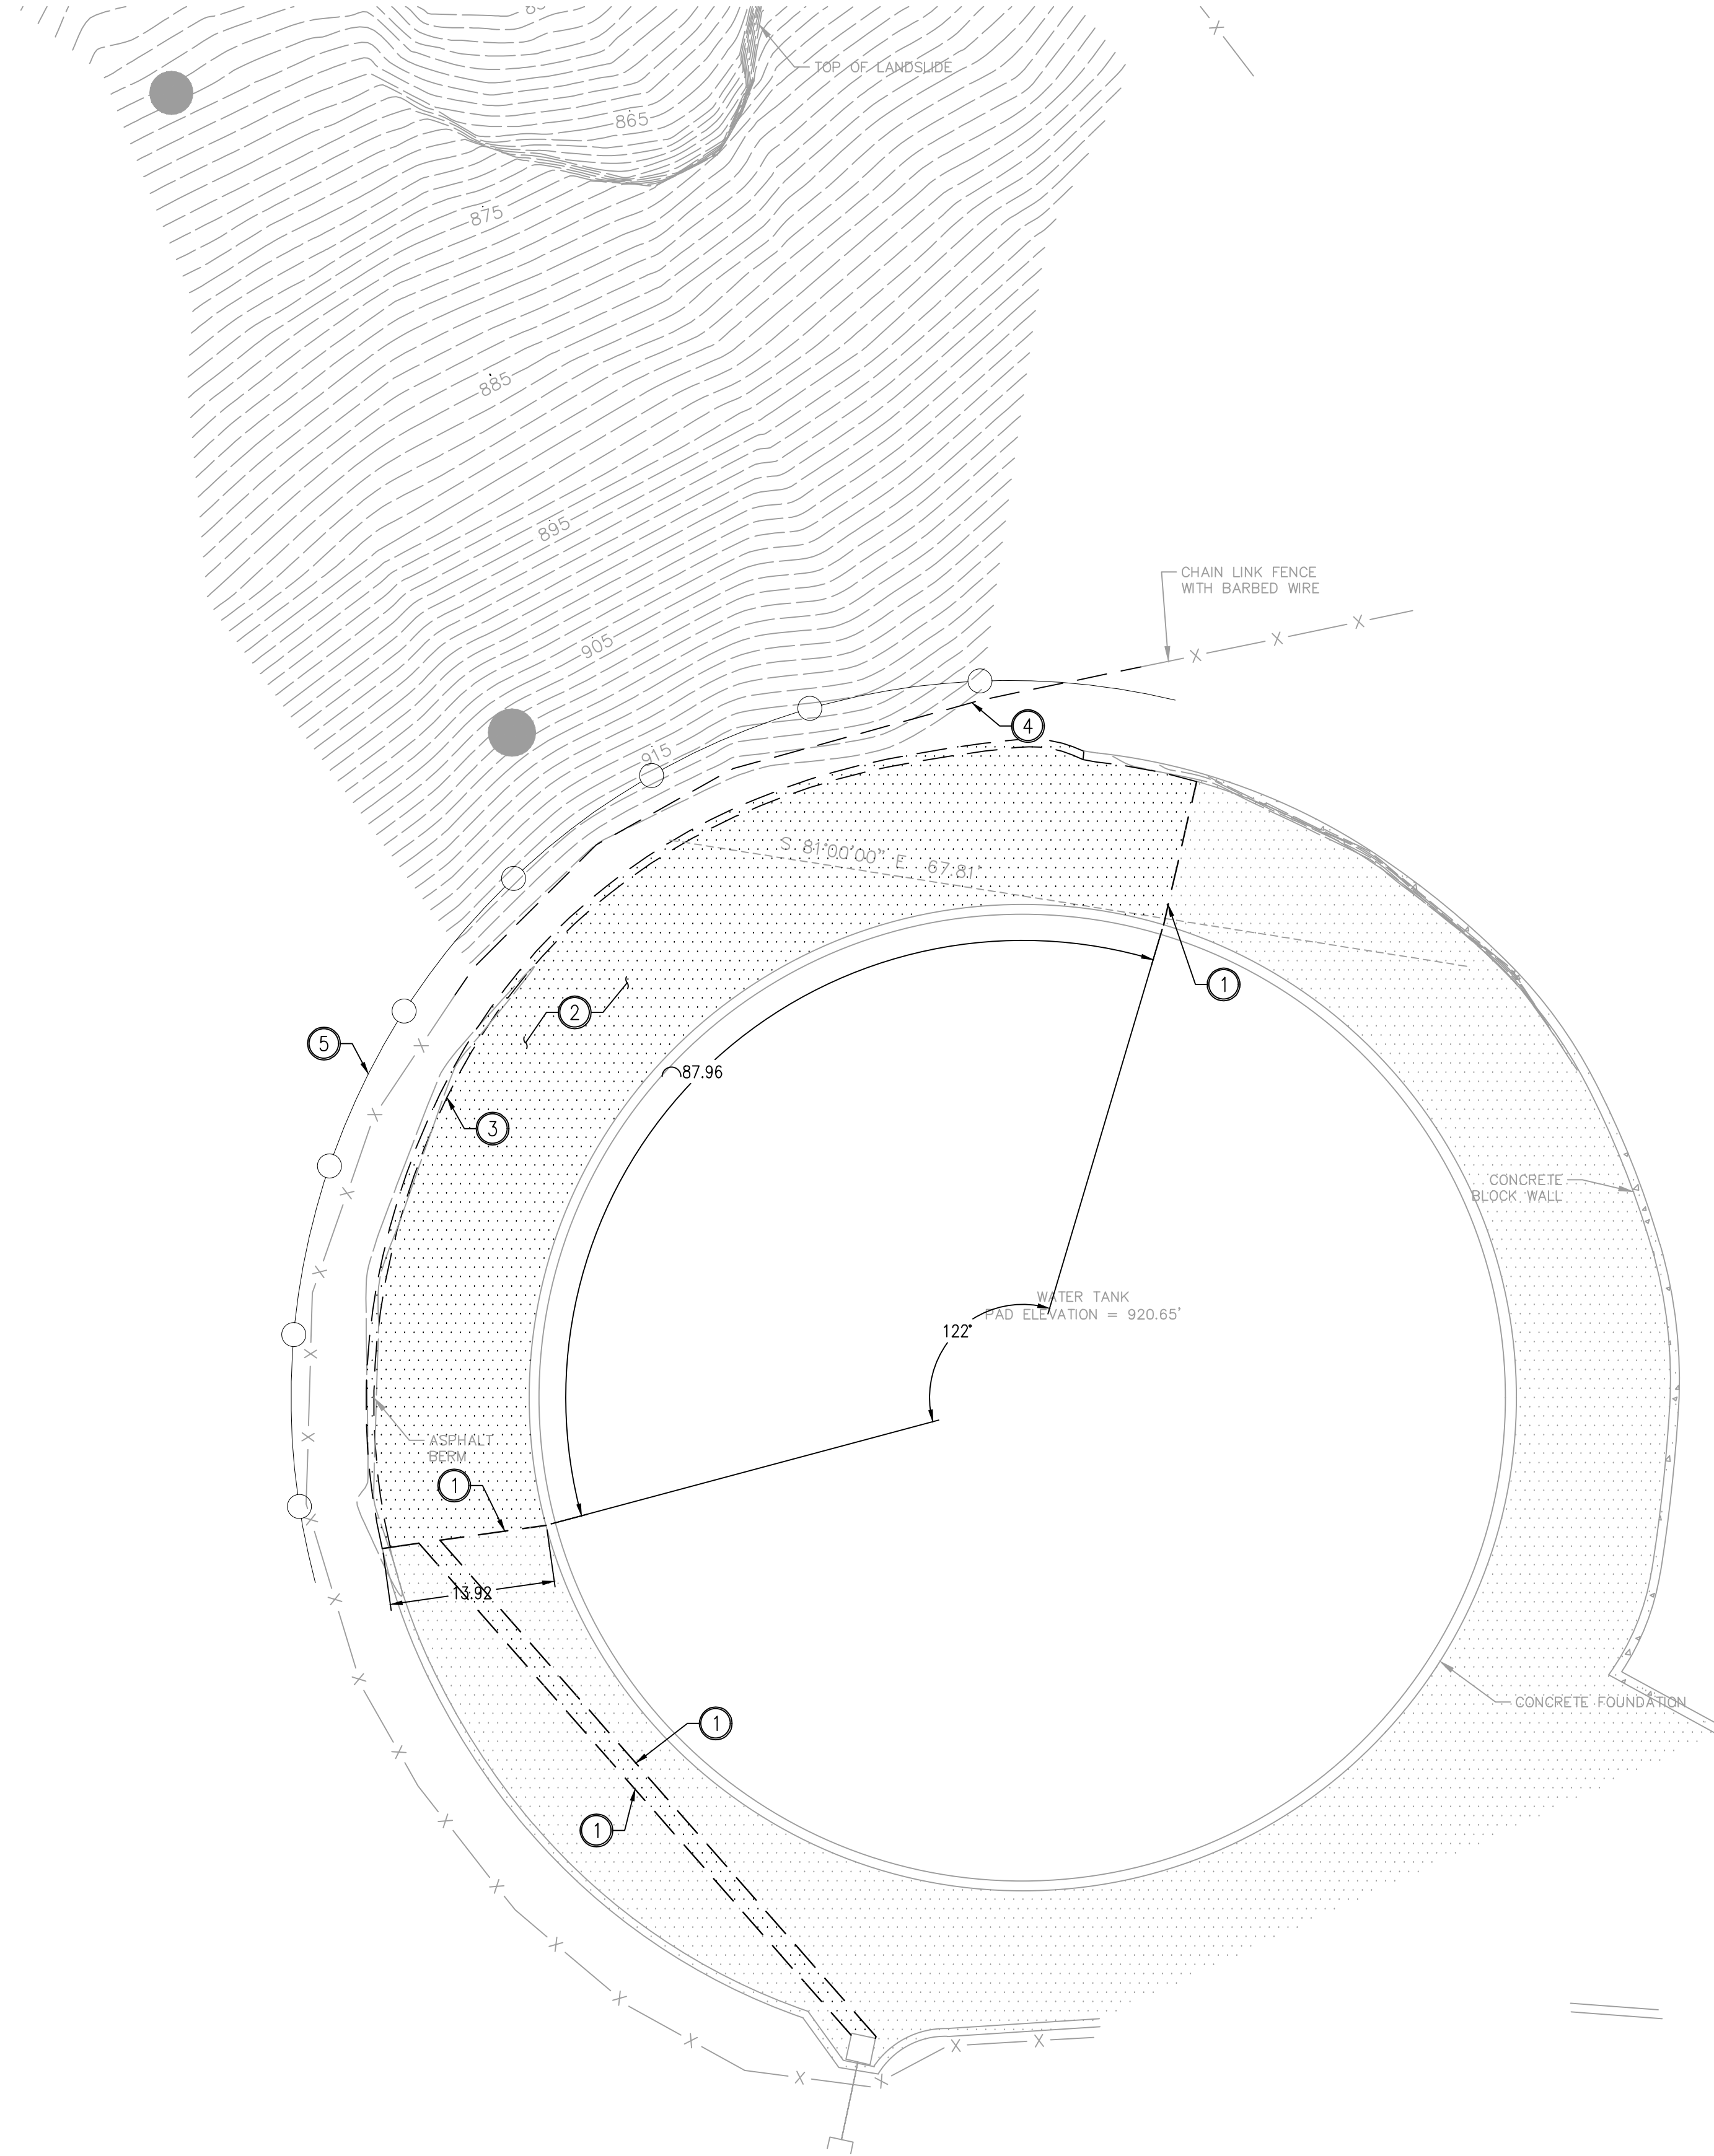 TOP OF LANDSLIDE
865
875
885
895
CHAIN LINK FENCE
WITH BARBED WIRE
X
X
X
905
4
915
S 81°00'00" E 67.81'
1
2
5
87.96
3
CONCRETE
BLOCK WALL
WATER TANK
PAD ELEVATION = 920.65'
122°
ASPHALT
BERM
1
13.92
CONCRETE FOUNDATION
1
1